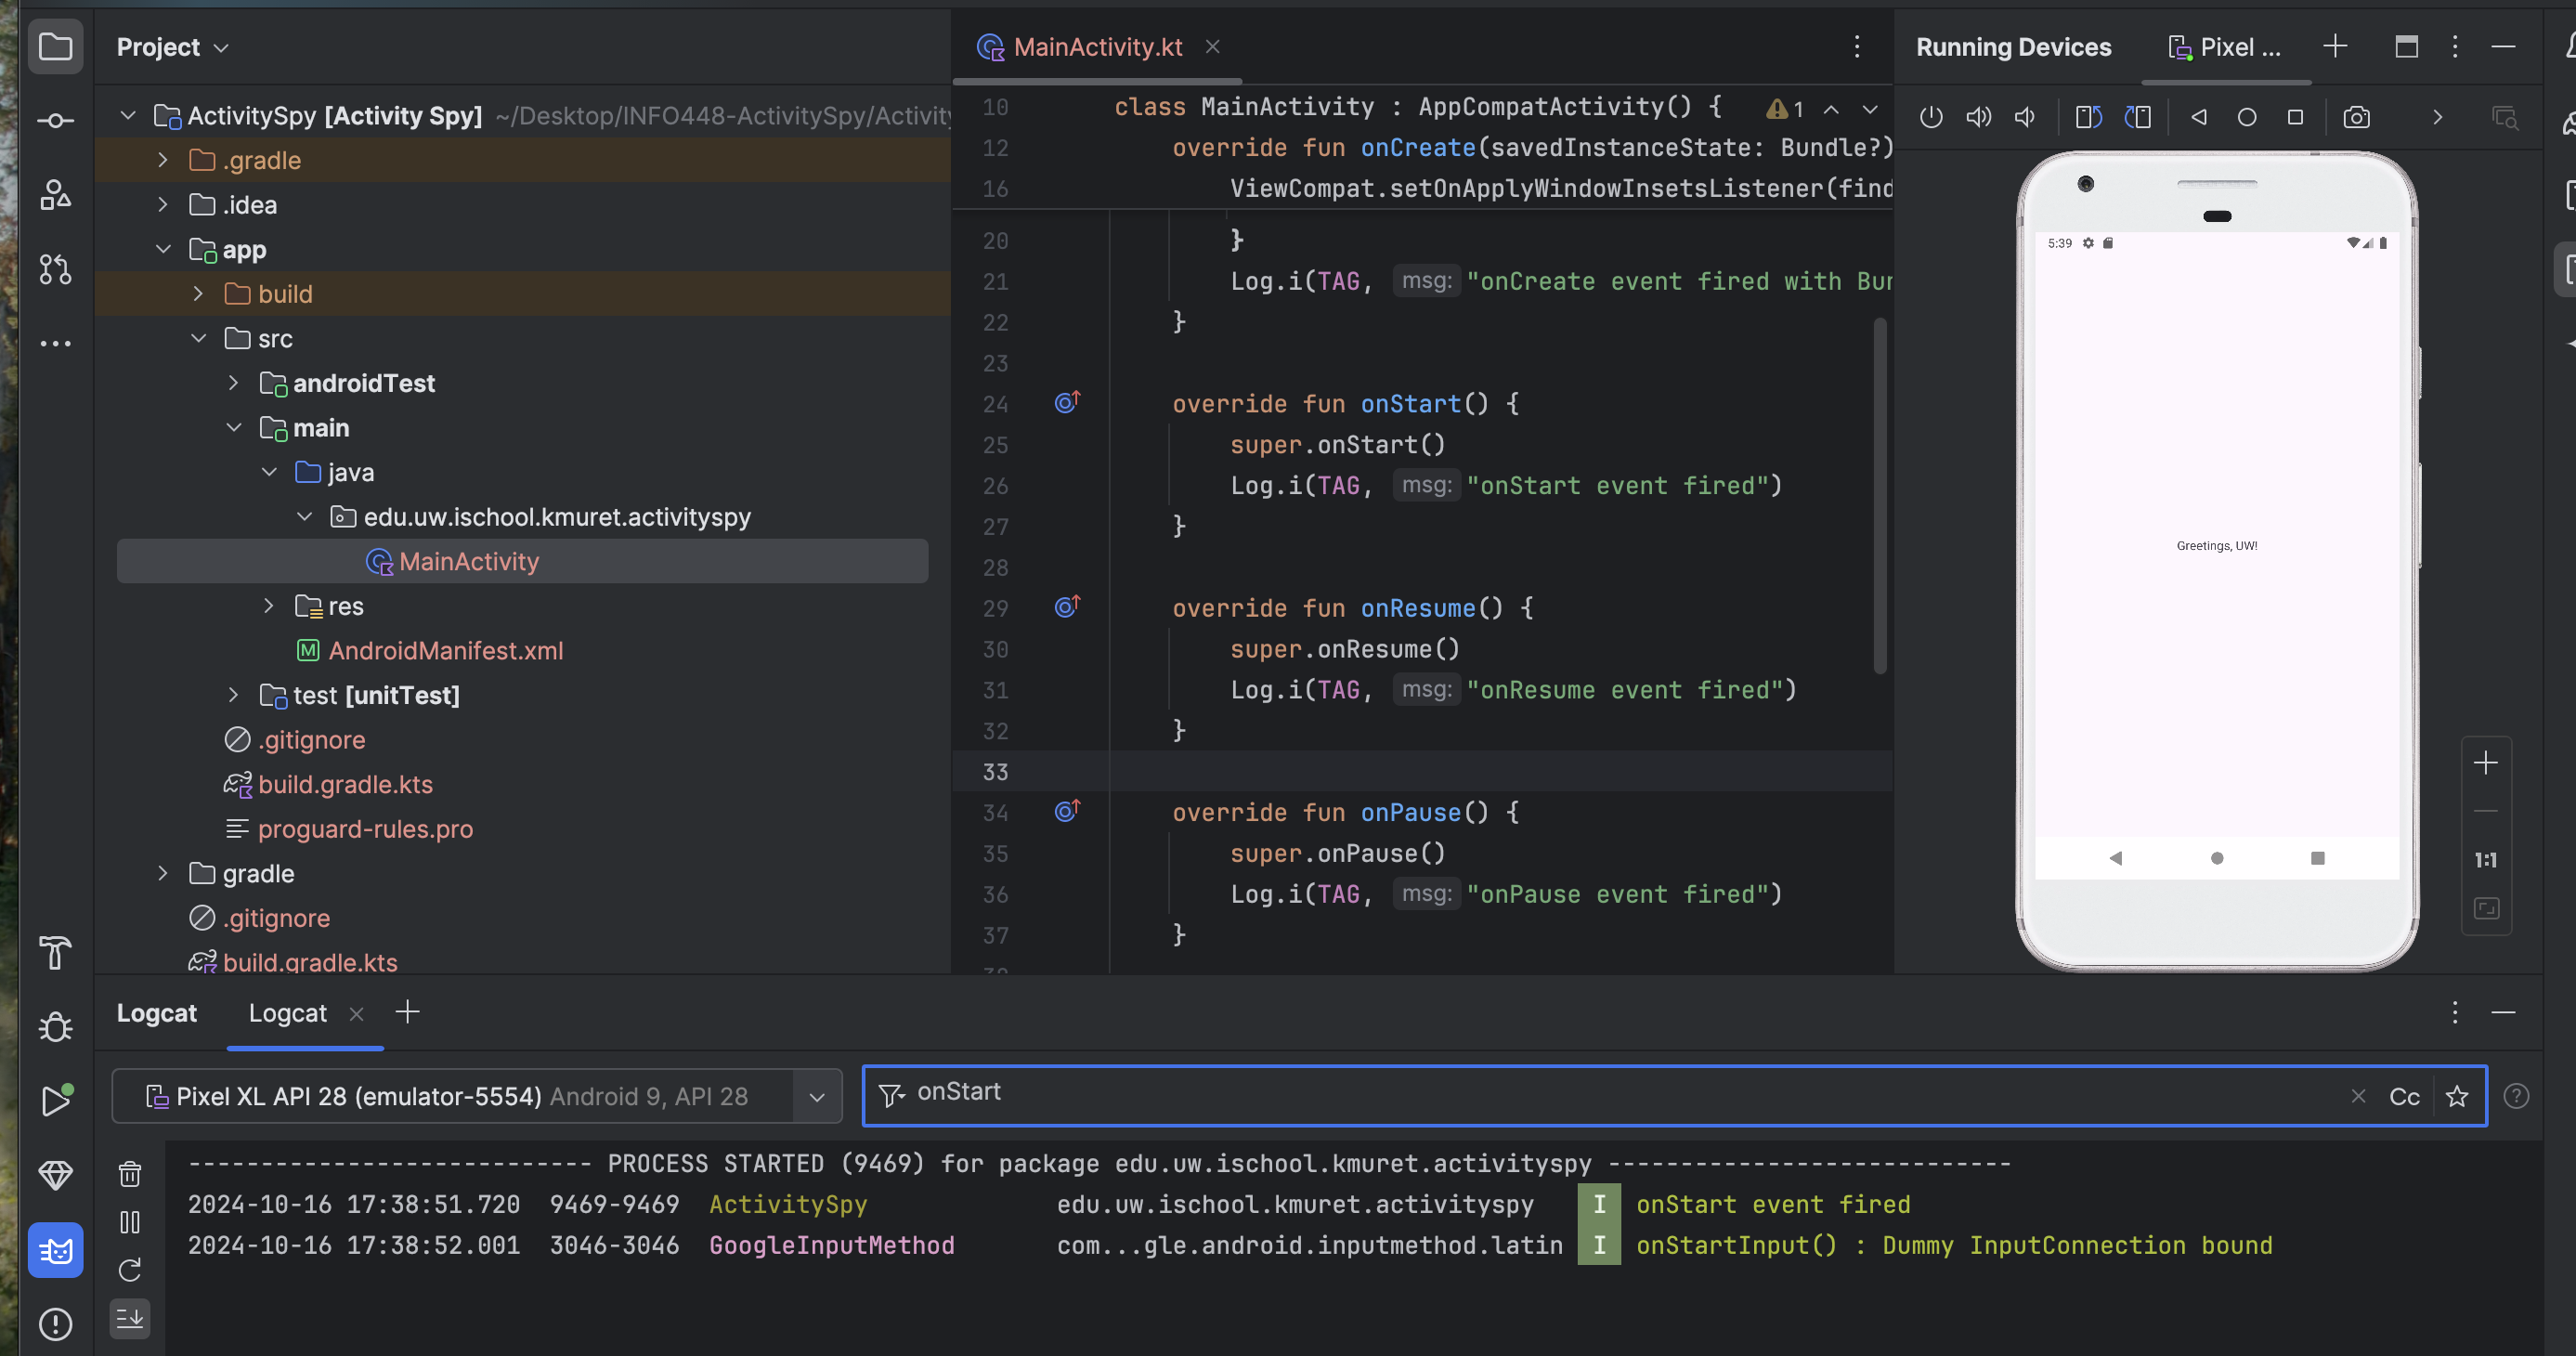 Project
ActivitySpy [Activity Spy] ~/Desktop/INFO448-ActivitySpy/Activity
.gradle
.idea
app
build
src
androidTest
main
java
edu.uw.ischool.kmuret.activityspy
MainActivity
res
AndroidManifest.xml
test [unitTest]
.gitignore
build.gradle.kts
proguard-rules.pro
gradle
.gitignore
build.gradle.kts
MainActivity.kt
10 class MainActivity : AppCompatActivity() { 1
12 override fun onCreate(savedInstanceState: Bundle?)
16 ViewCompat.setOnApplyWindowInsetsListener(find
20 }
21 Log.i(TAG, msg: "onCreate event fired with Bun
22 }
23
24 override fun onStart() {
25 super.onStart()
26 Log.i(TAG, msg: "onStart event fired")
27 }
28
29 override fun onResume() {
30 super.onResume()
31 Log.i(TAG, msg: "onResume event fired")
32 }
33
34 override fun onPause() {
35 super.onPause()
36 Log.i(TAG, msg: "onPause event fired")
37 }
Running Devices Pixel ...
5:39
Greetings, UW!
1:1
Logcat Logcat
Pixel XL API 28 (emulator-5554) Android 9, API 28
onStart Cc
---------------------------- PROCESS STARTED (9469) for package edu.uw.ischool.kmuret.activityspy ----------------------------
2024-10-16 17:38:51.720 9469-9469 ActivitySpy edu.uw.ischool.kmuret.activityspy I onStart event fired
2024-10-16 17:38:52.001 3046-3046 GoogleInputMethod com...gle.android.inputmethod.latin I onStartInput() : Dummy InputConnection bound